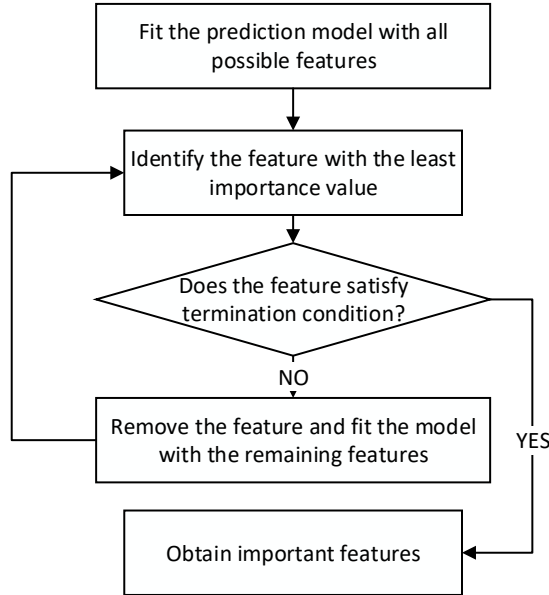 Fit the prediction model with all
possible features
Identify the feature with the least
importance value
Does the feature satisfy
termination condition?
NO
Remove the feature and fit the model
with the remaining features
YES
Obtain important features